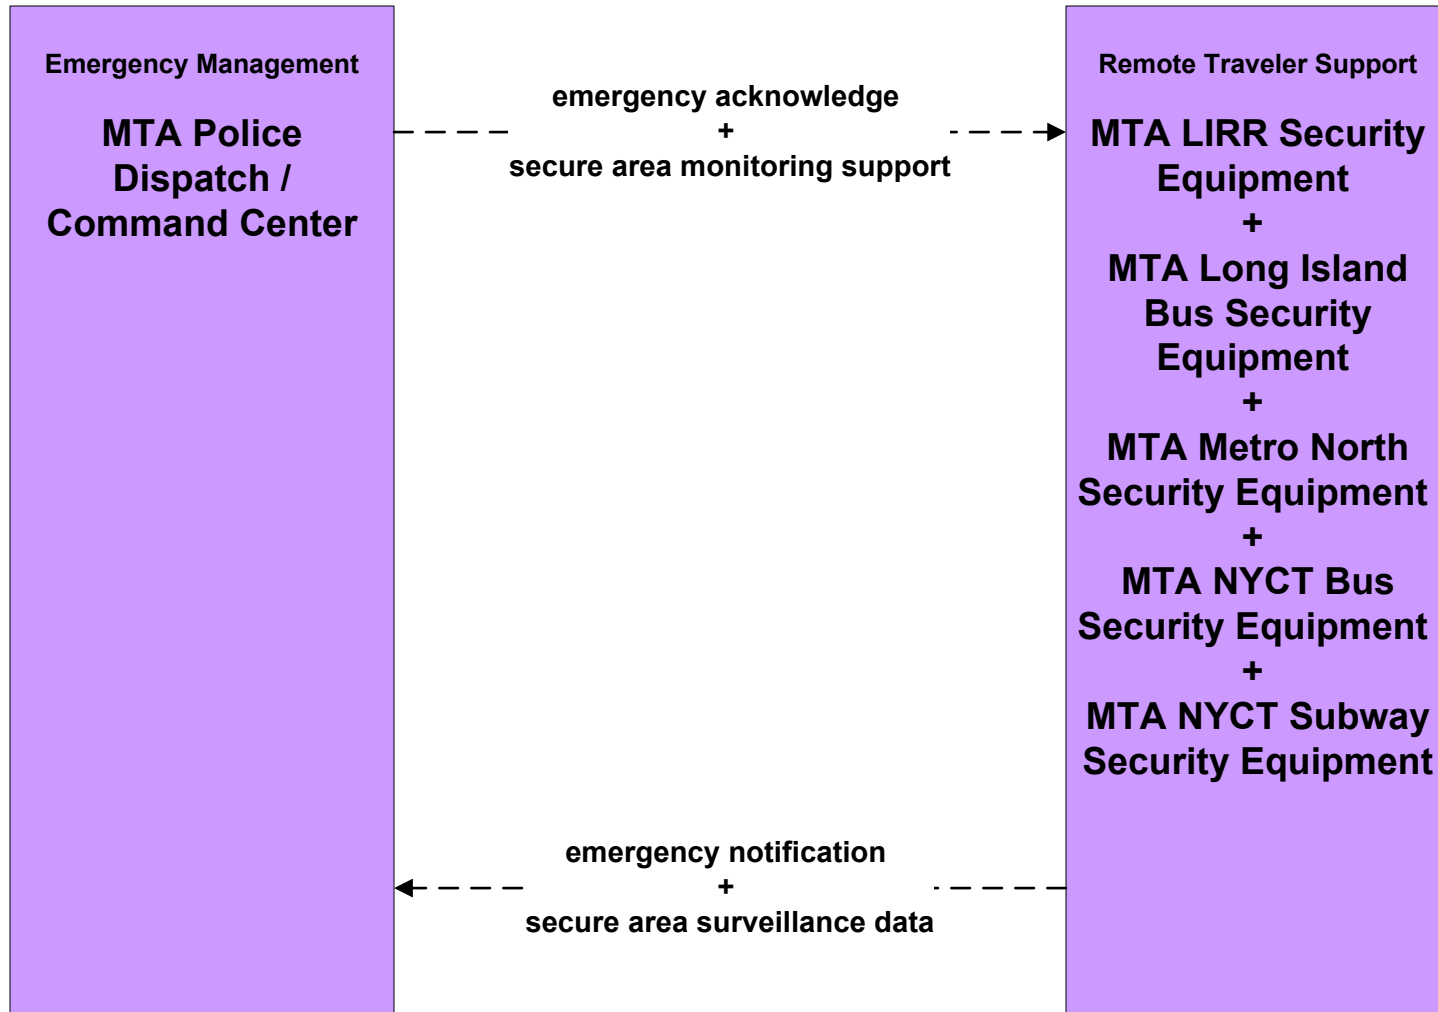 Emergency Management
MTA Police
Dispatch /
Command Center
emergency acknowledge
+
secure area monitoring support
emergency notification
+
secure area surveillance data
Remote Traveler Support
MTA LIRR Security
Equipment
+
MTA Long Island
Bus Security
Equipment
+
MTA Metro North
Security Equipment
+
MTA NYCT Bus
Security Equipment
+
MTA NYCT Subway
Security Equipment